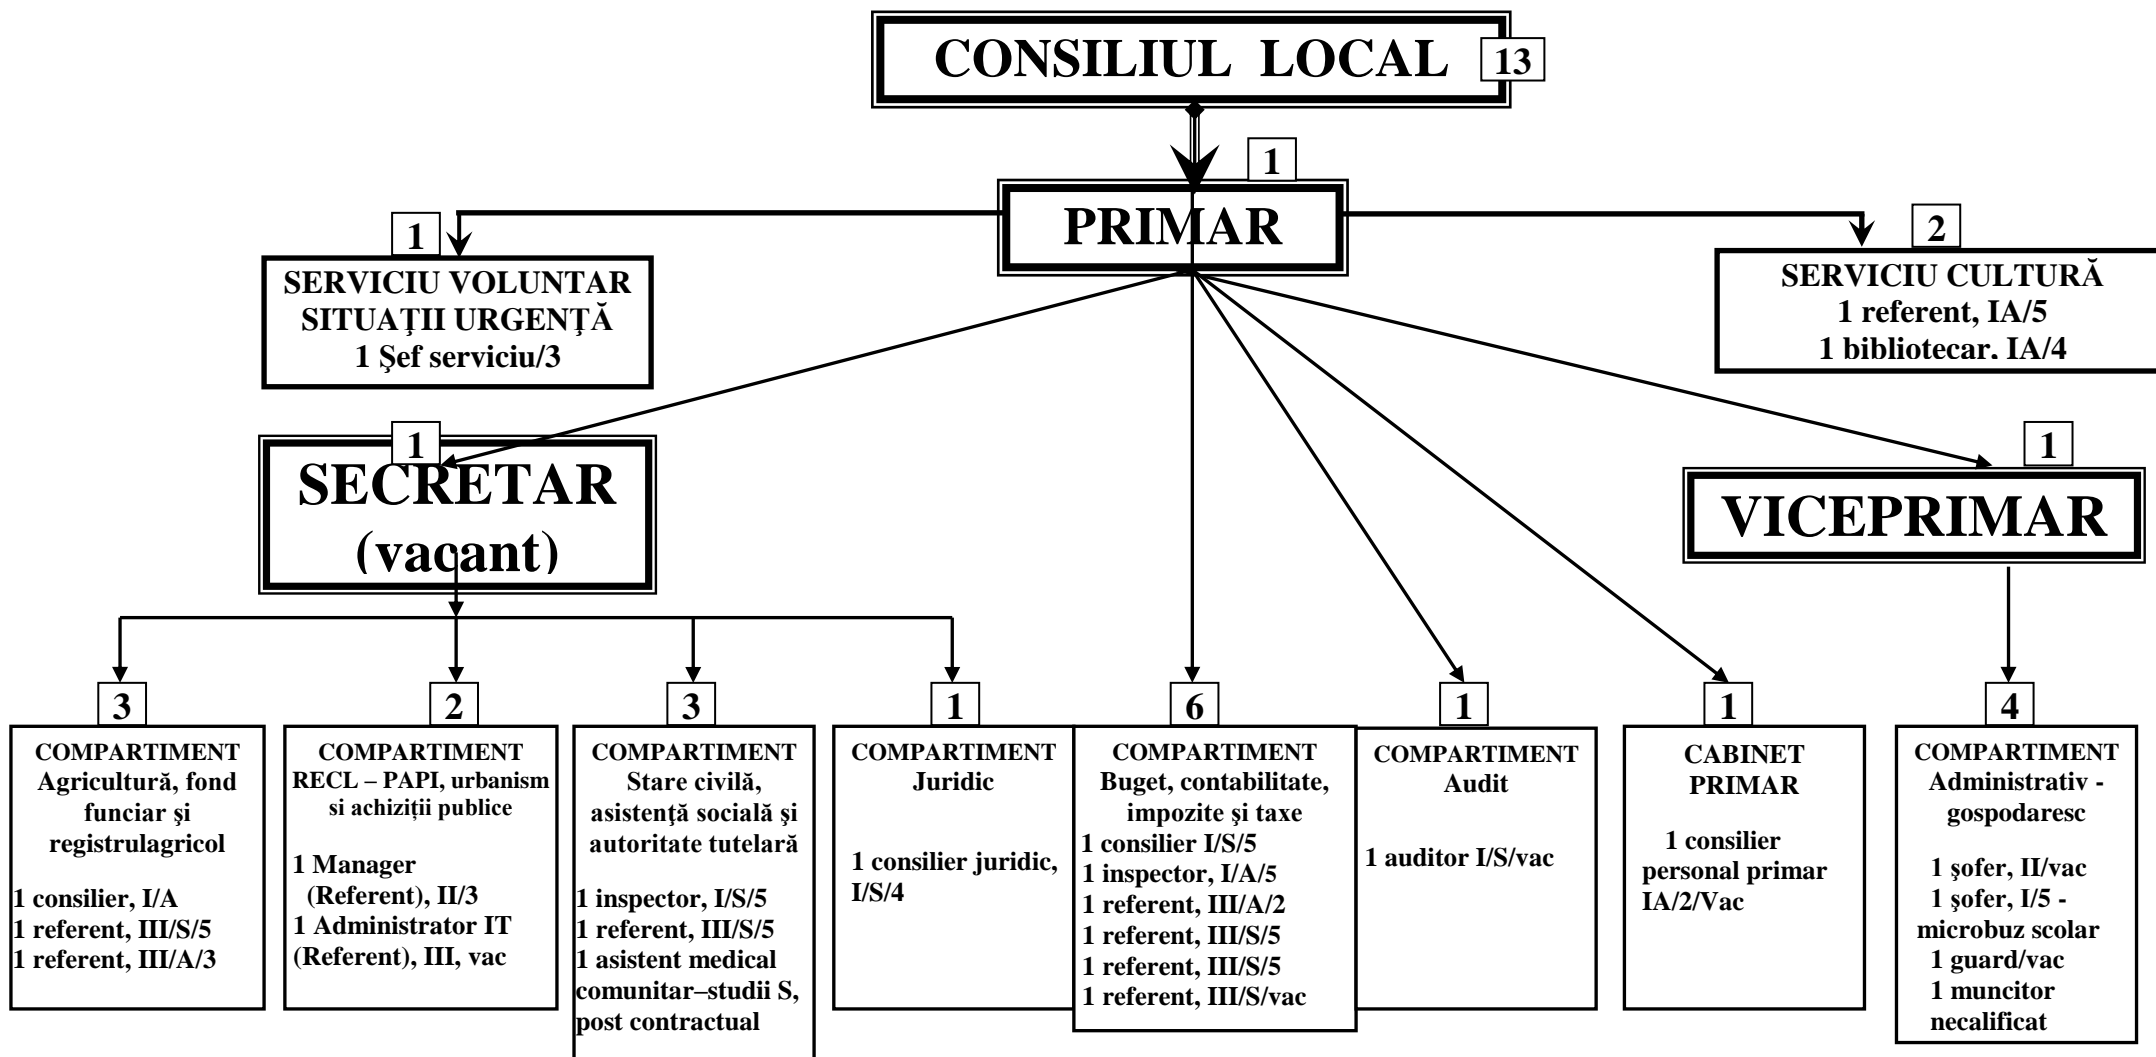 CONSILIUL LOCAL
13
1
PRIMAR
1
SERVICIU VOLUNTAR
SITUAŢII URGENŢĂ
1 Şef serviciu/3
2
SERVICIU CULTURĂ
1 referent, IA/5
1 bibliotecar, IA/4
1
SECRETAR
(vacant)
1
VICEPRIMAR
3
COMPARTIMENT
Agricultură, fond
funciar şi
registrulagricol
1 consilier, I/A
1 referent, III/S/5
1 referent, III/A/3
2
COMPARTIMENT
RECL – PAPI, urbanism
si achiziții publice
1 Manager
(Referent), II/3
1 Administrator IT
(Referent), III, vac
3
COMPARTIMENT
Stare civilă,
asistenţă socială şi
autoritate tutelară
1 inspector, I/S/5
1 referent, III/S/5
1 asistent medical
comunitar–studii S,
post contractual
1
COMPARTIMENT
Juridic
1 consilier juridic,
I/S/4
6
COMPARTIMENT
Buget, contabilitate,
impozite şi taxe
1 consilier I/S/5
1 inspector, I/A/5
1 referent, III/A/2
1 referent, III/S/5
1 referent, III/S/5
1 referent, III/S/vac
1
COMPARTIMENT
Audit
1 auditor I/S/vac
1
CABINET
PRIMAR
1 consilier
personal primar
IA/2/Vac
4
COMPARTIMENT
Administrativ -
gospodaresc
1 şofer, II/vac
1 şofer, I/5 -
microbuz scolar
1 guard/vac
1 muncitor
necalificat